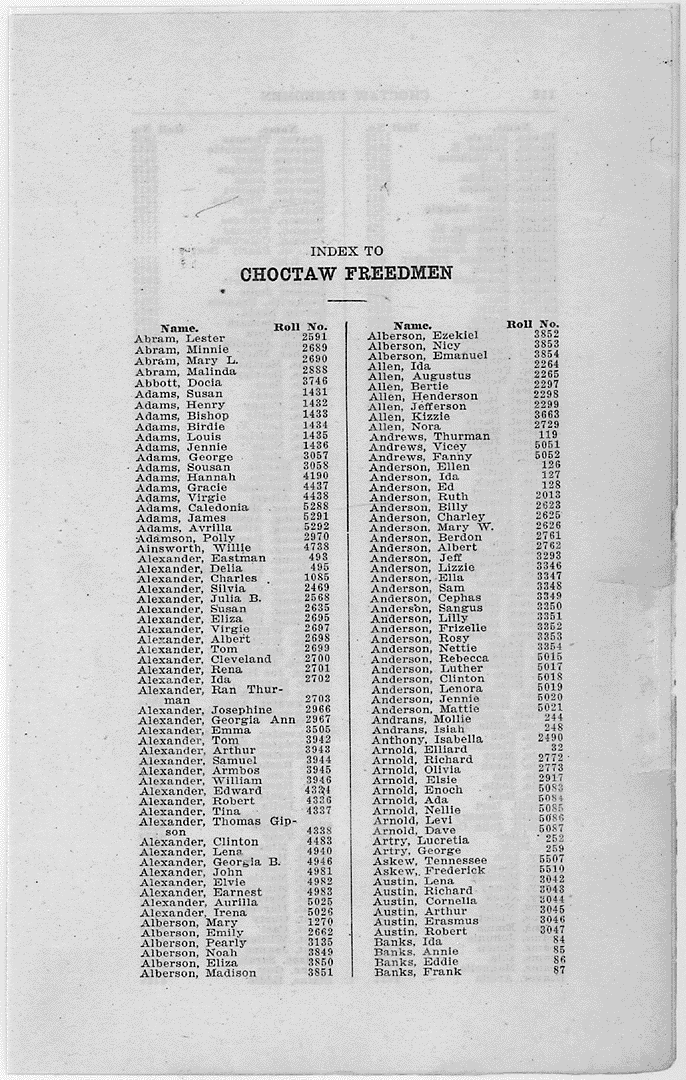 INDEX TO
CHOCTAW FREEDMEN
Name. Roll No.
Abram, Lester 2591
Abram, Minnie 2689
Abram, Mary L. 2690
Abram, Malinda 2888
Abbott, Docia 3746
Adams, Susan 1431
Adams, Henry 1432
Adams, Bishop 1433
Adams, Birdie 1434
Adams, Louis 1435
Adams, Jennie 1436
Adams, George 3057
Adams, Sousan 3058
Adams, Hannah 4190
Adams, Gracie 4437
Adams, Virgie 4438
Adams, Caledonia 5288
Adams, James 5291
Adams, Avrilla 5292
Adamson, Polly 2970
Ainsworth, Willie 4738
Alexander, Eastman 493
Alexander, Delia 495
Alexander, Charles 1085
Alexander, Silvia 2469
Alexander, Julia B. 2568
Alexander, Susan 2635
Alexander, Eliza 2695
Alexander, Virgie 2697
Alexander, Albert 2698
Alexander, Tom 2699
Alexander, Cleveland 2700
Alexander, Rena 2701
Alexander, Ida 2702
Alexander, Ran Thur-
man 2703
Alexander, Josephine 2966
Alexander, Georgia Ann 2967
Alexander, Emma 3505
Alexander, Tom 3942
Alexander, Arthur 3943
Alexander, Samuel 3944
Alexander, Armbos 3945
Alexander, William 3946
Alexander, Edward 4334
Alexander, Robert 4336
Alexander, Tina 4337
Alexander, Thomas Gip-
son 4338
Alexander, Clinton 4483
Alexander, Lena 4940
Alexander, Georgia B. 4946
Alexander, John 4981
Alexander, Elvie 4982
Alexander, Earnest 4983
Alexander, Aurilla 5025
Alexander, Irena 5026
Alberson, Mary 1270
Alberson, Emily 2662
Alberson, Pearly 3135
Alberson, Noah 3849
Alberson, Eliza 3850
Alberson, Madison 3851
Name. Roll No.
Alberson, Ezekiel 3852
Alberson, Nicy 3853
Alberson, Emanuel 3854
Allen, Ida 2264
Allen, Augustus 2265
Allen, Bertie 2297
Allen, Henderson 2298
Allen, Jefferson 2299
Allen, Kizzie 3663
Allen, Nora 2729
Andrews, Thurman 119
Andrews, Vicey 5051
Andrews, Fanny 5052
Anderson, Ellen 126
Anderson, Ida 127
Anderson, Ed 128
Anderson, Ruth 2013
Anderson, Billy 2623
Anderson, Charley 2625
Anderson, Mary W. 2626
Anderson, Berdon 2761
Anderson, Albert 2762
Anderson, Jeff 3293
Anderson, Lizzie 3346
Anderson, Ella 3347
Anderson, Sam 3348
Anderson, Cephas 3349
Anderson, Sangus 3350
Anderson, Lilly 3351
Anderson, Frizelle 3352
Anderson, Rosy 3353
Anderson, Nettie 3354
Anderson, Rebecca 5015
Anderson, Luther 5017
Anderson, Clinton 5018
Anderson, Lenora 5019
Anderson, Jennie 5020
Anderson, Mattie 5021
Andrans, Mollie 244
Andrans, Isiah 248
Anthony, Isabella 2490
Arnold, Elliard 32
Arnold, Richard 2772
Arnold, Olivia 2773
Arnold, Elsie 2917
Arnold, Enoch 5083
Arnold, Ada 5084
Arnold, Nellie 5085
Arnold, Levi 5086
Arnold, Dave 5087
Artry, Lucretia 252
Artry, George 259
Askew, Tennessee 5507
Askew, Frederick 5510
Austin, Lena 3042
Austin, Richard 3043
Austin, Cornelia 3044
Austin, Arthur 3045
Austin, Erasmus 3046
Austin, Robert 3047
Banks, Ida 84
Banks, Annie 85
Banks, Eddie 86
Banks, Frank 87